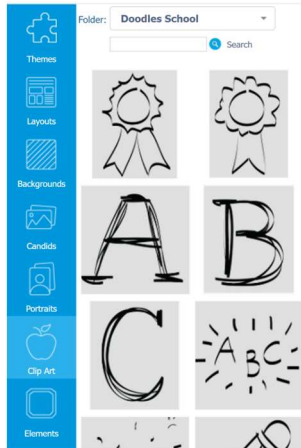 Folder: Doodles School
Search
Themes
Layouts
Backgrounds
Candids
Portraits
Clip Art
Elements
A
B
C
ABC